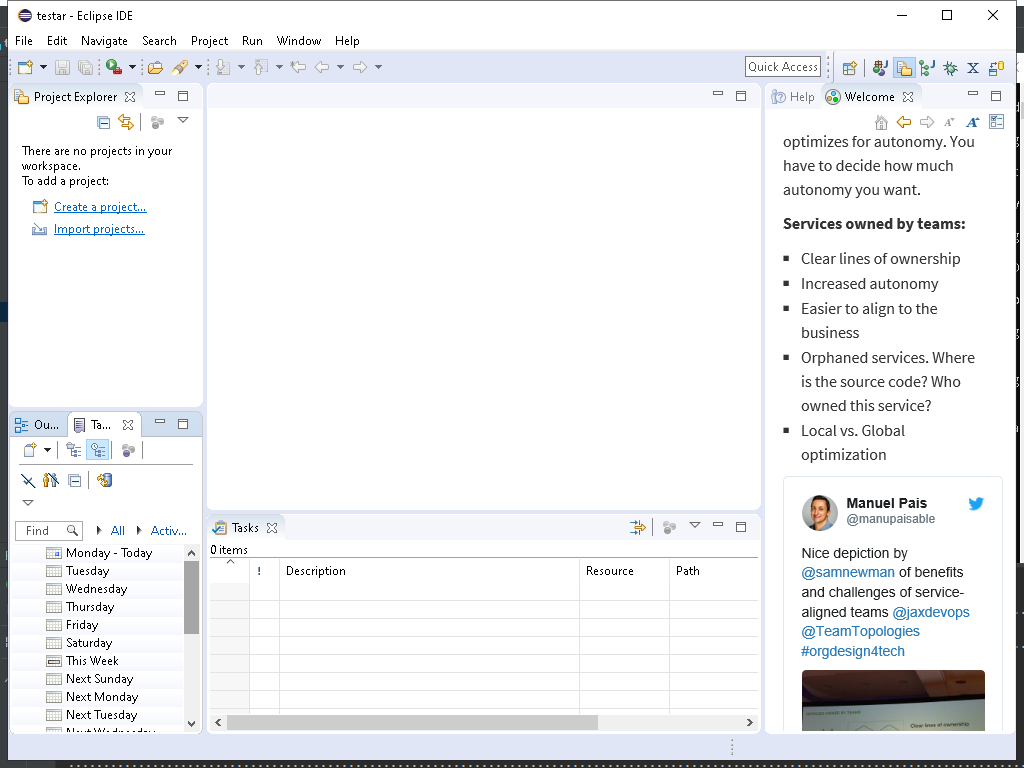 testar - Eclipse IDE
File Edit Navigate Search Project Run Window Help
Quick Access
Project Explorer
There are no projects in your
workspace.
To add a project:
Create a project...
Import projects...
Ou...
Ta...
Find
All
Activ...
Monday - Today
Tuesday
Wednesday
Thursday
Friday
Saturday
This Week
Next Sunday
Next Monday
Next Tuesday
Next Wednesday
Tasks
0 items
! Description Resource Path
Help
Welcome
optimizes for autonomy. You
have to decide how much
autonomy you want.
Services owned by teams:
Clear lines of ownership
Increased autonomy
Easier to align to the
business
Orphaned services. Where
is the source code? Who
owned this service?
Local vs. Global
optimization
Manuel Pais
@manupaisable
Nice depiction by
@samnewman of benefits
and challenges of service-
aligned teams @jaxdevops
@TeamTopologies
#orgdesign4tech
Clear lines of ownership